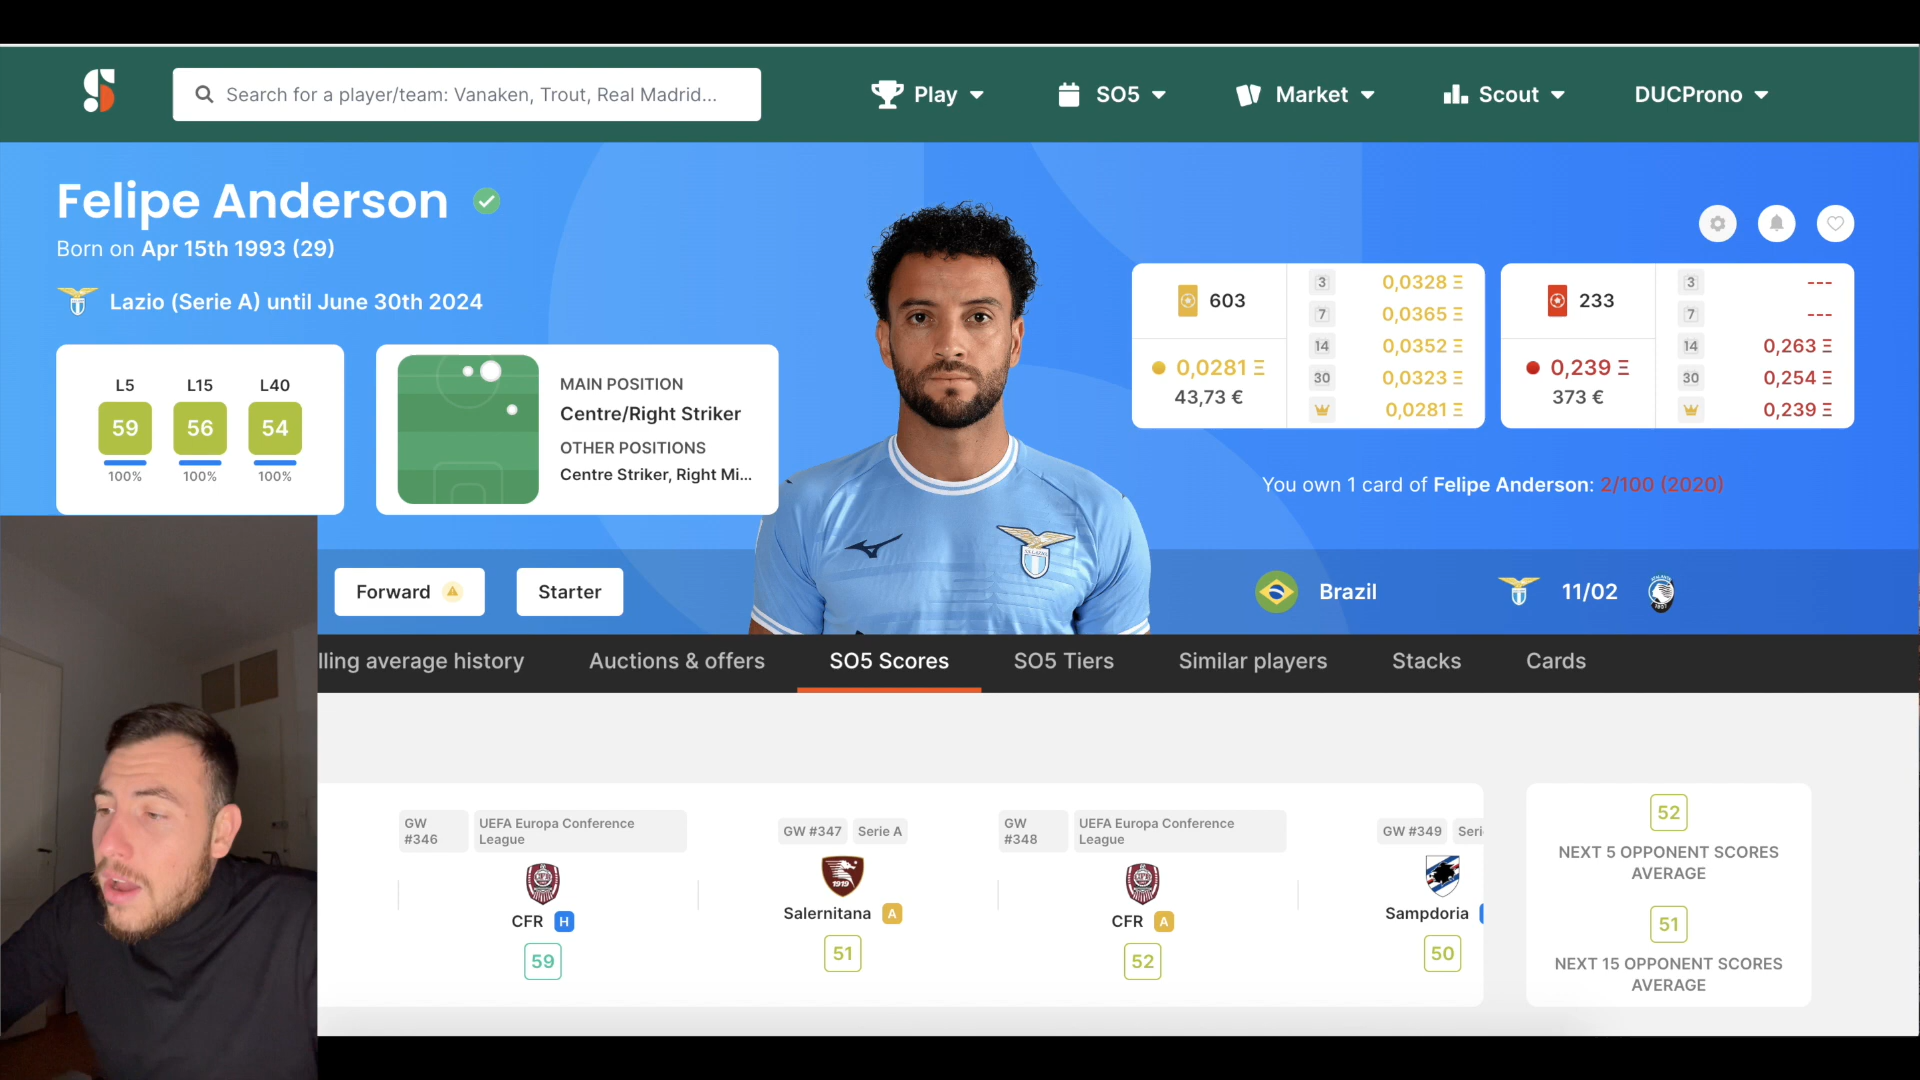 Search for a player/team: Vanaken, Trout, Real Madrid...
Play
SO5
Market
Scout
DUCProno
Felipe Anderson
Born on Apr 15th 1993 (29)
Lazio (Serie A) until June 30th 2024
L5 L15 L40
59 56 54
100% 100% 100%
MAIN POSITION
Centre/Right Striker
OTHER POSITIONS
Centre Striker, Right Mi...
603
0,0281 Ξ
43,73 €
3 0,0328 Ξ
7 0,0365 Ξ
14 0,0352 Ξ
30 0,0323 Ξ
0,0281 Ξ
233
0,239 Ξ
373 €
3 ---
7 ---
14 0,263 Ξ
30 0,254 Ξ
0,239 Ξ
You own 1 card of Felipe Anderson: 2/100 (2020)
Forward
Starter
Brazil
11/02
lling average history
Auctions & offers
SO5 Scores
SO5 Tiers
Similar players
Stacks
Cards
GW #346
UEFA Europa Conference League
CFR H
59
GW #347
Serie A
1919
Salernitana A
51
GW #348
UEFA Europa Conference League
CFR A
52
GW #349
Seri
Sampdoria
50
52
NEXT 5 OPPONENT SCORES
AVERAGE
51
NEXT 15 OPPONENT SCORES
AVERAGE